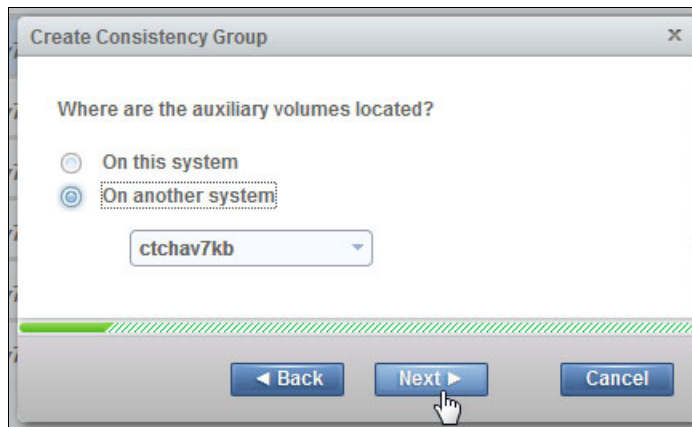 Create Consistency Group x
Where are the auxiliary volumes located?
On this system
On another system
ctchav7kb
Back Next Cancel